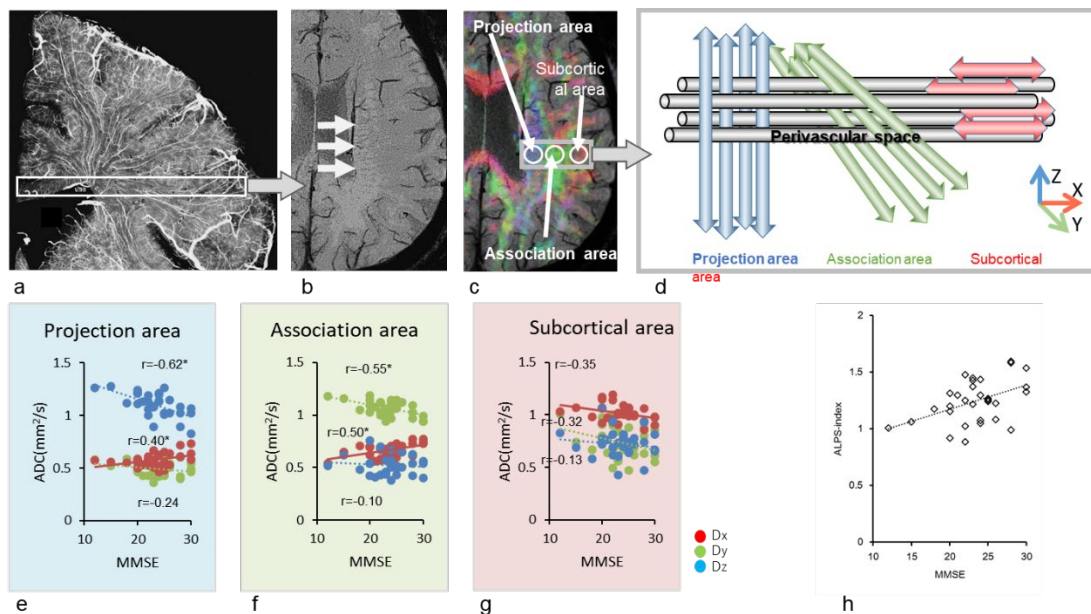 Projection area
Subcortic
al area
Association area
Perivascular space
Z
X
Y
Projection area
Association area
Subcortical
area
a
b
c
d
Projection area
1.5
1
0.5
0
r=-0.62*
r=0.40*
r=-0.24
ADC(mm²/s)
10
20
30
MMSE
e
Association area
1.5
1
0.5
0
r=-0.55*
r=0.50*
r=-0.10
ADC(mm²/s)
10
20
30
MMSE
f
Subcortical area
1.5
1
0.5
0
r=-0.35
r=-0.32
r=-0.13
ADC(mm²/s)
10
20
30
MMSE
g
Dx
Dy
Dz
2
1.5
1
0.5
0
ALPS-index
10
15
20
25
30
MMSE
h